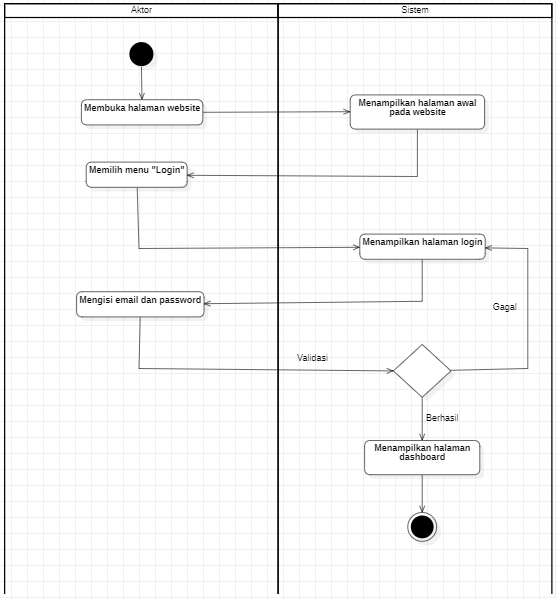 Aktor
Sistem
Membuka halaman website
Menampilkan halaman awal
pada website
Memilih menu "Login"
Menampilkan halaman login
Mengisi email dan password
Gagal
Validasi
Berhasil
Menampilkan halaman
dashboard